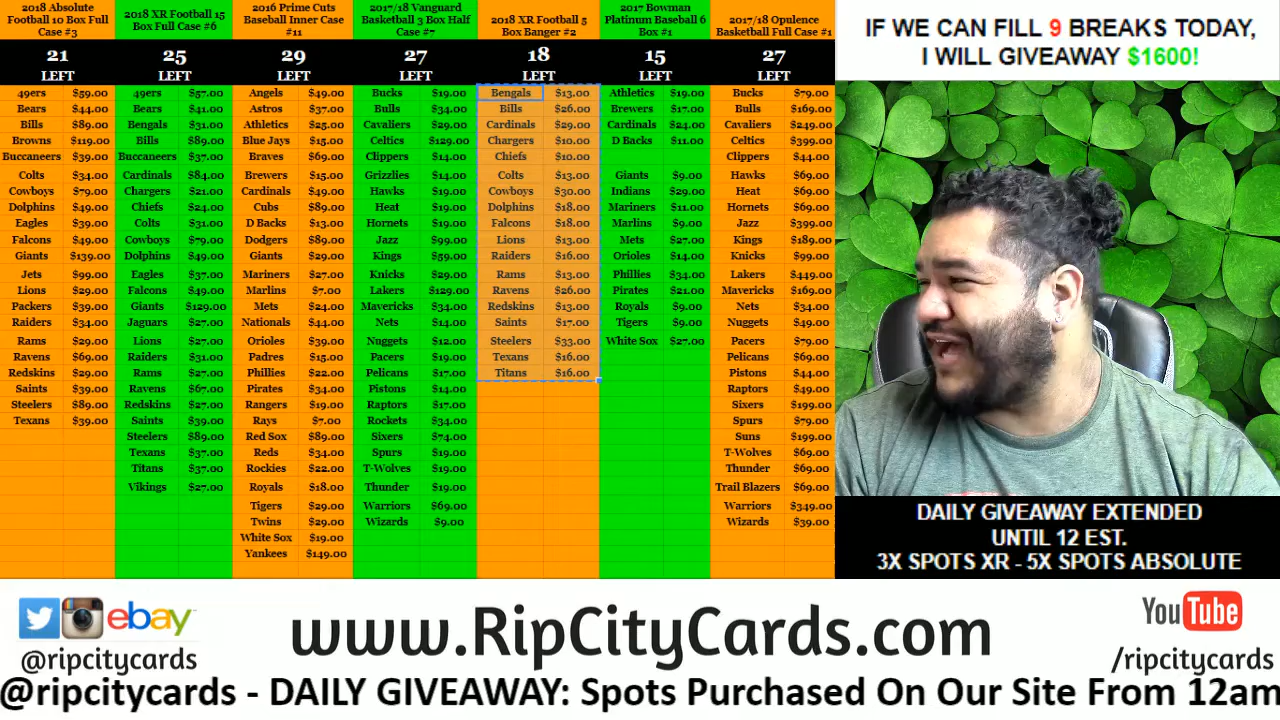 2018 Absolute
Football 10 Box Full
Case #3
21
LEFT
49ers $59.00
Bears $44.00
Bills $89.00
Browns $119.00
Buccaneers $39.00
Colts $34.00
Cowboys $79.00
Dolphins $49.00
Eagles $39.00
Falcons $49.00
Giants $139.00
Jets $99.00
Lions $29.00
Packers $39.00
Raiders $34.00
Rams $29.00
Ravens $69.00
Redskins $29.00
Saints $39.00
Steelers $89.00
Texans $39.00
2018 XR Football 15
Box Full Case #6
25
LEFT
49ers $57.00
Bears $41.00
Bengals $31.00
Bills $89.00
Buccaneers $37.00
Cardinals $84.00
Chargers $21.00
Chiefs $24.00
Colts $31.00
Cowboys $79.00
Dolphins $49.00
Eagles $37.00
Falcons $49.00
Giants $129.00
Jaguars $27.00
Lions $27.00
Raiders $31.00
Rams $27.00
Ravens $67.00
Redskins $27.00
Saints $39.00
Steelers $89.00
Texans $37.00
Titans $37.00
Vikings $27.00
2016 Prime Cuts
Baseball Inner Case
#11
29
LEFT
Angels $49.00
Astros $37.00
Athletics $25.00
Blue Jays $15.00
Braves $69.00
Brewers $15.00
Cardinals $49.00
Cubs $89.00
D Backs $13.00
Dodgers $89.00
Giants $29.00
Mariners $27.00
Marlins $7.00
Mets $24.00
Nationals $44.00
Orioles $39.00
Padres $15.00
Phillies $22.00
Pirates $34.00
Rangers $19.00
Rays $7.00
Red Sox $89.00
Reds $34.00
Rockies $22.00
Royals $18.00
Tigers $29.00
Twins $29.00
White Sox $19.00
Yankees $149.00
2017/18 Vanguard
Basketball 3 Box Half
Case #7
27
LEFT
Bucks $19.00
Bulls $34.00
Cavaliers $29.00
Celtics $129.00
Clippers $14.00
Grizzlies $14.00
Hawks $19.00
Heat $19.00
Hornets $19.00
Jazz $99.00
Kings $59.00
Knicks $29.00
Lakers $129.00
Mavericks $34.00
Nets $14.00
Nuggets $12.00
Pacers $19.00
Pelicans $17.00
Pistons $14.00
Raptors $17.00
Rockets $34.00
Sixers $74.00
Spurs $19.00
T-Wolves $19.00
Thunder $19.00
Warriors $69.00
Wizards $9.00
2018 XR Football 5
Box Banger #2
18
LEFT
Bengals $13.00
Bills $26.00
Cardinals $29.00
Chargers $10.00
Chiefs $10.00
Colts $13.00
Cowboys $30.00
Dolphins $18.00
Falcons $18.00
Lions $13.00
Raiders $16.00
Rams $13.00
Ravens $26.00
Redskins $13.00
Saints $17.00
Steelers $33.00
Texans $16.00
Titans $16.00
2017 Bowman
Platinum Baseball 6
Box #1
15
LEFT
Athletics $19.00
Brewers $17.00
Cardinals $24.00
D Backs $11.00
Giants $9.00
Indians $29.00
Mariners $11.00
Marlins $9.00
Mets $27.00
Orioles $14.00
Phillies $34.00
Pirates $21.00
Royals $9.00
Tigers $9.00
White Sox $27.00
2017/18 Opulence
Basketball Full Case #1
27
LEFT
Bucks $79.00
Bulls $169.00
Cavaliers $249.00
Celtics $399.00
Clippers $44.00
Hawks $69.00
Heat $69.00
Hornets $69.00
Jazz $399.00
Kings $189.00
Knicks $99.00
Lakers $449.00
Mavericks $169.00
Nets $34.00
Nuggets $49.00
Pacers $79.00
Pelicans $69.00
Pistons $44.00
Raptors $49.00
Sixers $199.00
Spurs $79.00
Suns $199.00
T-Wolves $69.00
Thunder $69.00
Trail Blazers $69.00
Warriors $349.00
Wizards $39.00
IF WE CAN FILL 9 BREAKS TODAY,
I WILL GIVEAWAY $1600!
DAILY GIVEAWAY EXTENDED
UNTIL 12 EST.
3X SPOTS XR - 5X SPOTS ABSOLUTE
ebay
@ripcitycards
www.RipCityCards.com
YouTube
/ripcitycards
@ripcitycards - DAILY GIVEAWAY: Spots Purchased On Our Site From 12am